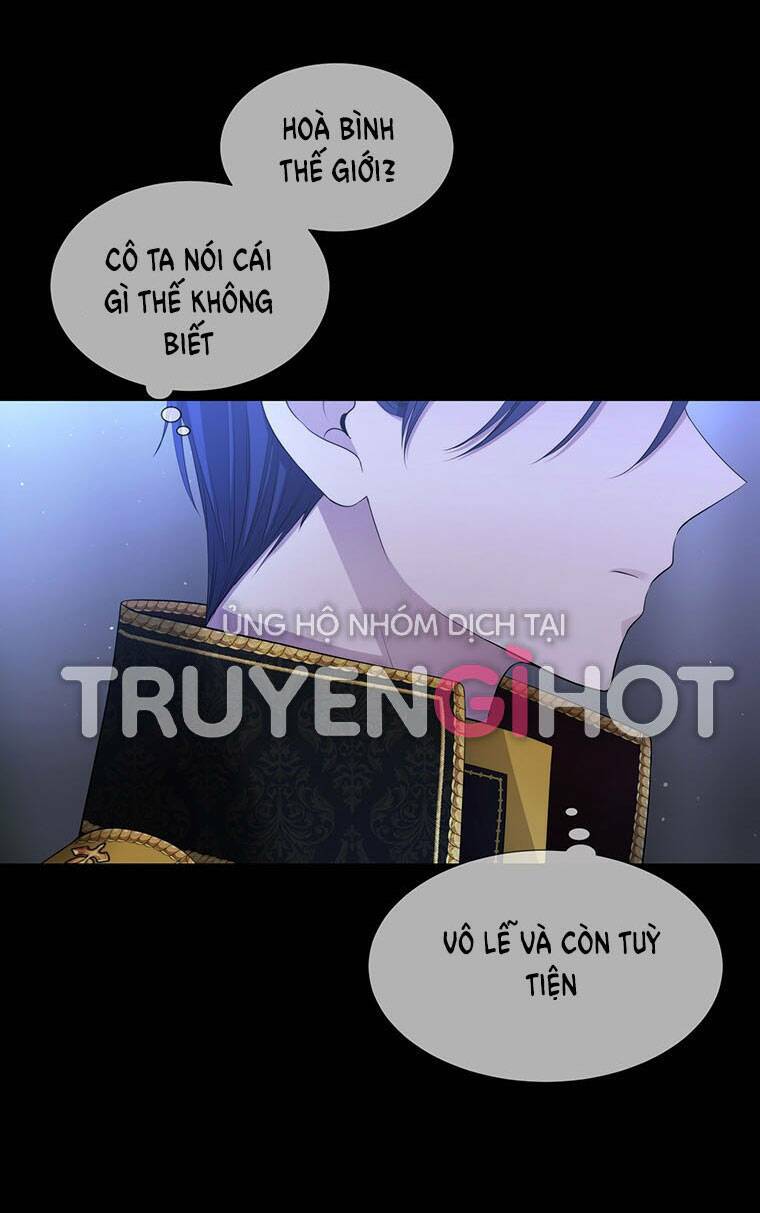 HOÀ BÌNH
THẾ GIỚI?
CÔ TA NÓI CÁI
GÌ THẾ KHÔNG
BIẾT
ỦNG HỘ NHÓM DỊCH TẠI
TRUYENGIHOT
VÔ LỄ VÀ CÒN TUỲ
TIỆN